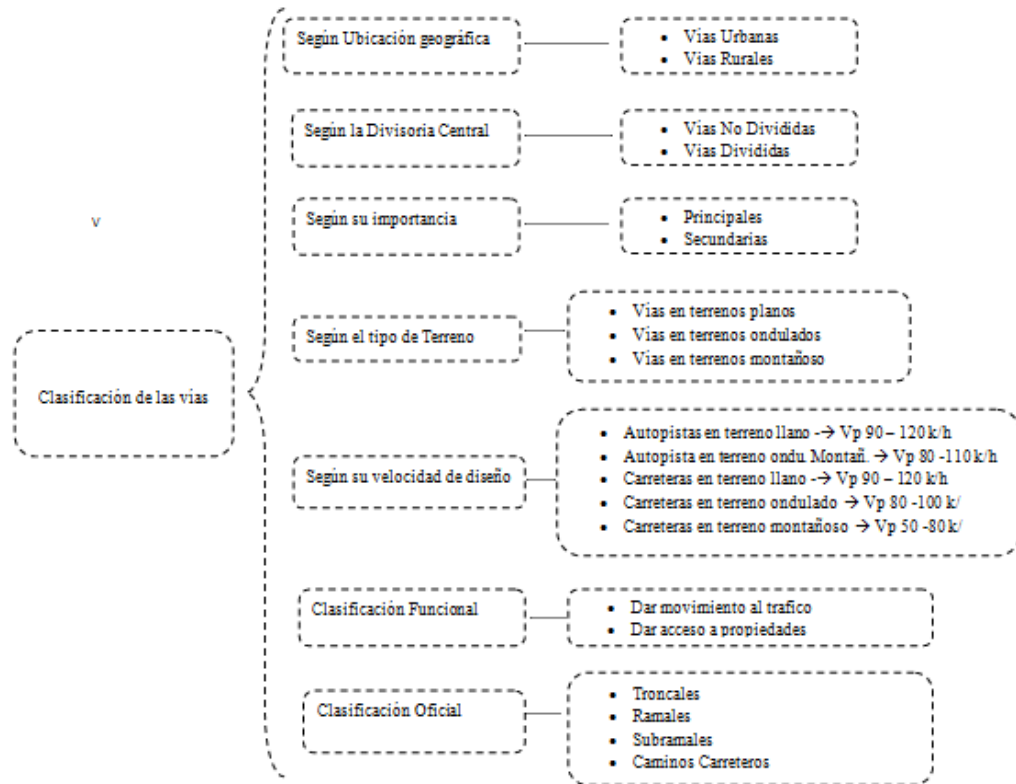 Según Ubicación geográfica
• Vías Urbanas
• Vías Rurales
Según la Divisoria Central
• Vías No Divididas
• Vías Divididas
v
Según su importancia
• Principales
• Secundarias
Según el tipo de Terreno
• Vías en terrenos planos
• Vías en terrenos ondulados
• Vías en terrenos montañoso
Clasificación de las vías
Según su velocidad de diseño
• Autopistas en terreno llano -→ Vp 90 – 120 k/h
• Autopista en terreno ondu. Montañ. → Vp 80 -110 k/h
• Carreteras en terreno llano -→ Vp 90 – 120 k/h
• Carreteras en terreno ondulado → Vp 80 -100 k/
• Carreteras en terreno montañoso → Vp 50 -80 k/
Clasificación Funcional
• Dar movimiento al trafico
• Dar acceso a propiedades
Clasificación Oficial
• Troncales
• Ramales
• Subramales
• Caminos Carreteros